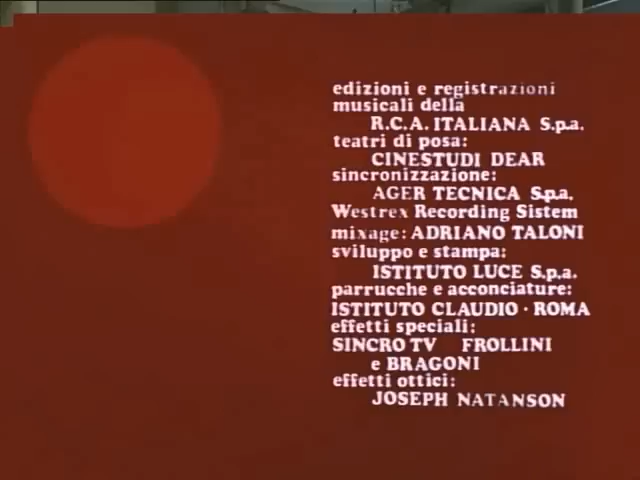 edizioni e registrazioni
musicali della
R.C.A. ITALIANA S.p.a.
teatri di posa:
CINESTUDI DEAR
sincronizzazione:
AGER TECNICA S.p.a.
Westrex Recording Sistem
mixage: ADRIANO TALONI
sviluppo e stampa:
ISTITUTO LUCE S.p.a.
parrucche e acconciature:
ISTITUTO CLAUDIO · ROMA
effetti speciali:
SINCRO TV FROLLINI
e BRAGONI
effetti ottici:
JOSEPH NATANSON